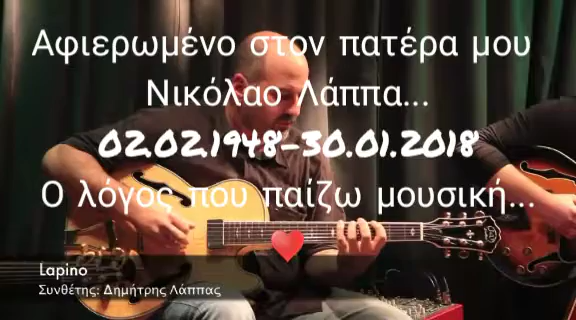 Αφιερωμένο στον πατέρα μου
Νικόλαο Λάππα...
02.02.1948-30.01.2018
Ο λόγος που παίζω μουσική...
Lapino
Συνθέτης: Δημήτρης Λάππας